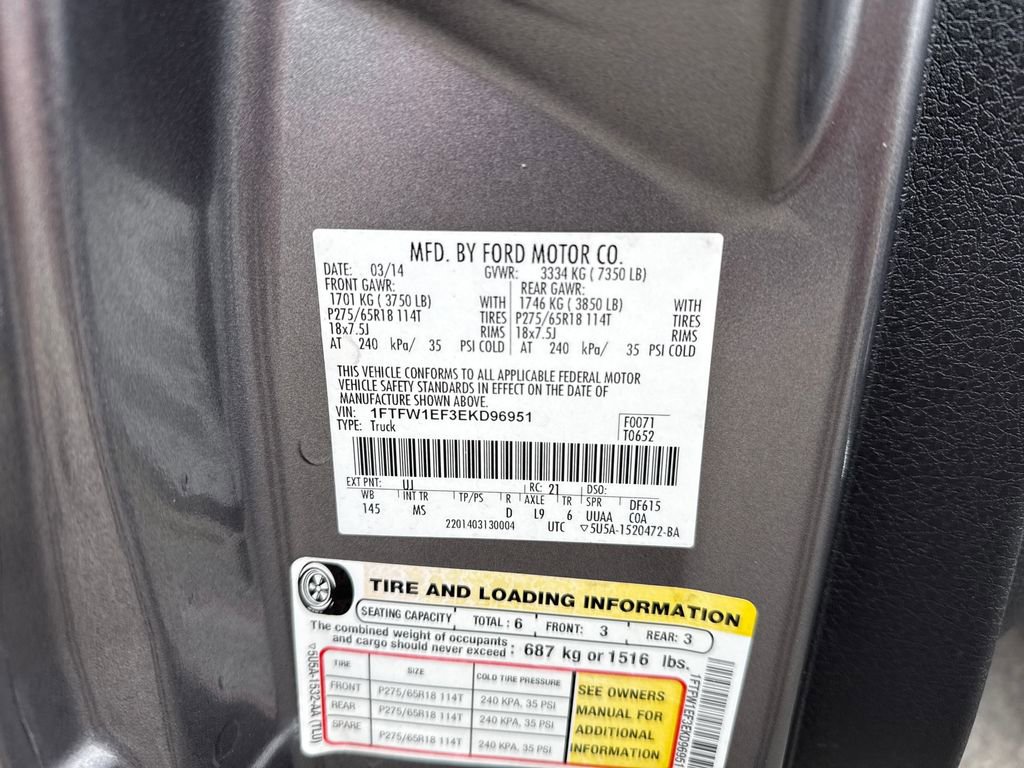 MFD. BY FORD MOTOR CO.
DATE: 03/14 GVWR: 3334 KG ( 7350 LB)
FRONT GAWR: REAR GAWR:
1701 KG ( 3750 LB) WITH 1746 KG ( 3850 LB) WITH
P275/65R18 114T TIRES P275/65R18 114T TIRES
18x7.5J RIMS 18x7.5J RIMS
AT 240 kPa/ 35 PSI COLD AT 240 kPa/ 35 PSI COLD
THIS VEHICLE CONFORMS TO ALL APPLICABLE FEDERAL MOTOR
VEHICLE SAFETY STANDARDS IN EFFECT ON THE DATE OF
MANUFACTURE SHOWN ABOVE.
VIN: 1FTFW1EF3EKD96951
TYPE: Truck
F0071
T0652
EXT PNT: UJ RC: 21 DSO:
WB INT TR TP/PS R AXLE TR SPR DF615
145 MS D L9 6 UUAA C0A
2201403130004 UTC ▽5U5A-1520472-BA
TIRE AND LOADING INFORMATION
SEATING CAPACITY TOTAL : 6 FRONT: 3 REAR: 3
The combined weight of occupants
and cargo should never exceed : 687 kg or 1516 lbs.
TIRE SIZE COLD TIRE PRESSURE
FRONT P275/65R18 114T 240 KPA, 35 PSI
REAR P275/65R18 114T 240 KPA, 35 PSI
SPARE P275/65R18 114T 240 KPA, 35 PSI
SEE OWNERS
MANUAL FOR
ADDITIONAL
INFORMATION
▽5U5A-1532-AA (TLU)
1FTFW1EF3EKD96951